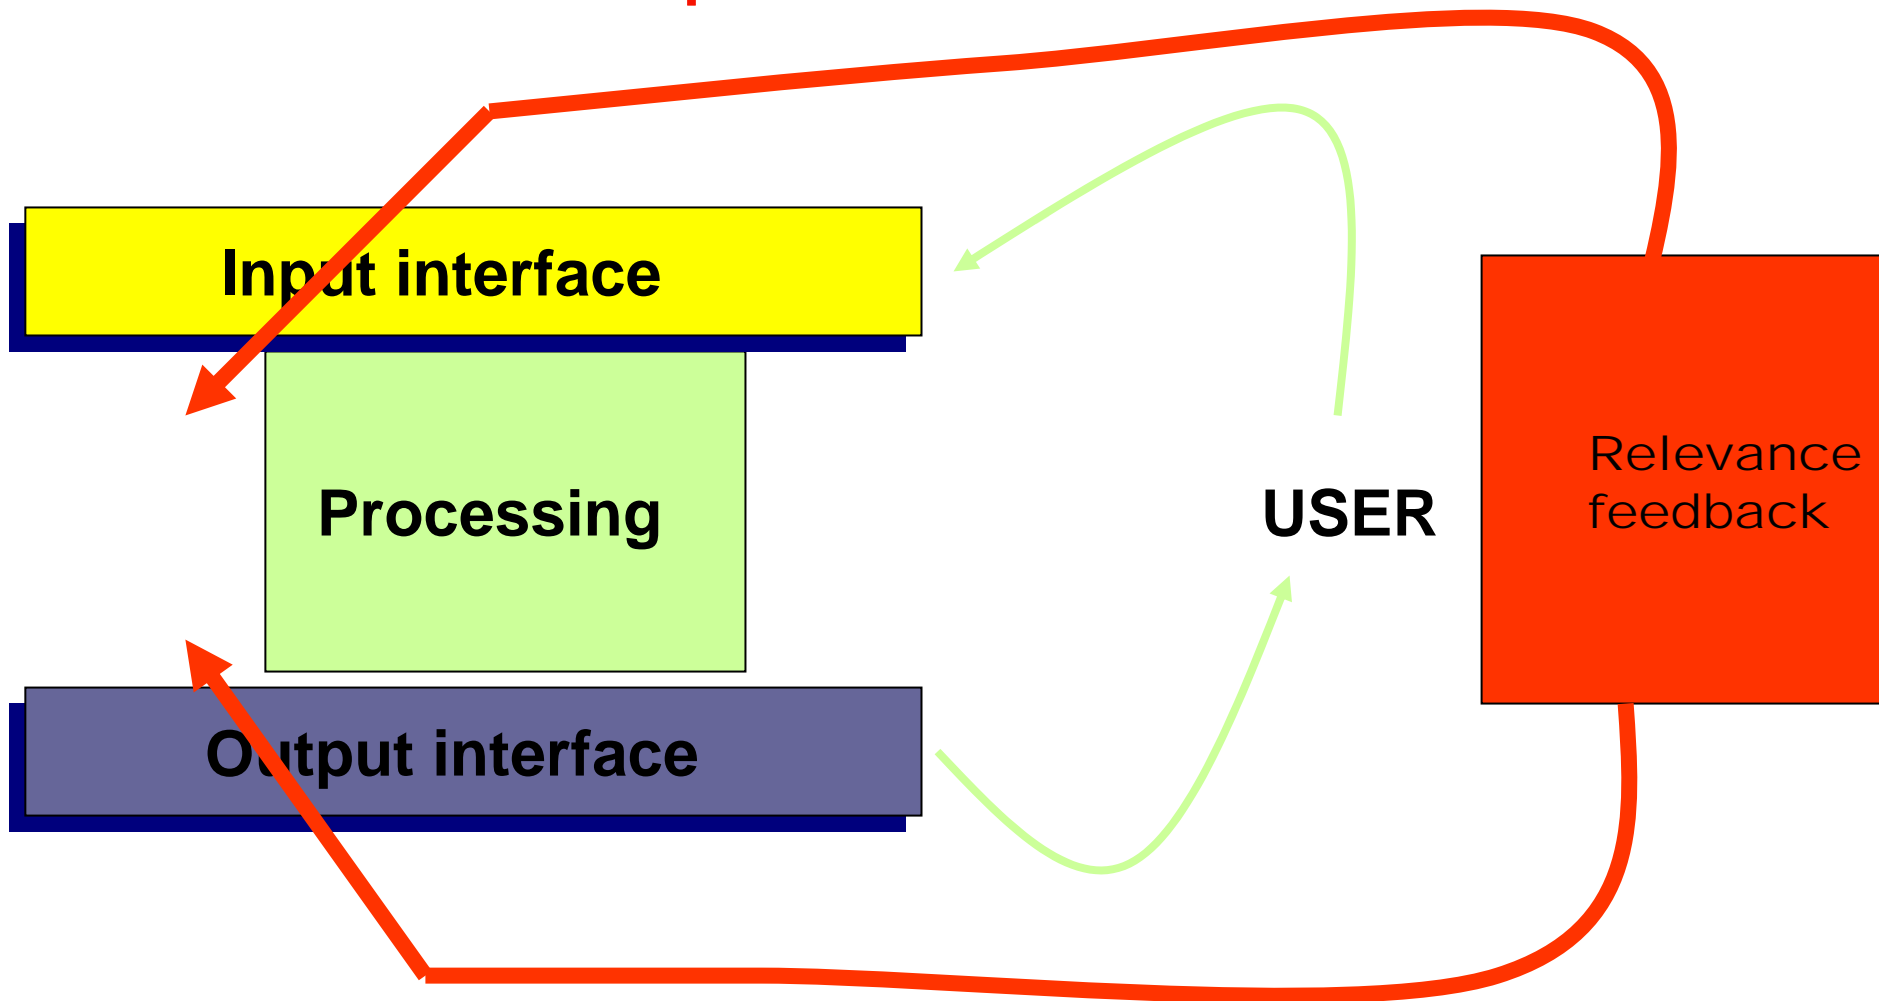 Input interface
Processing
USER
Relevance
feedback
Output interface